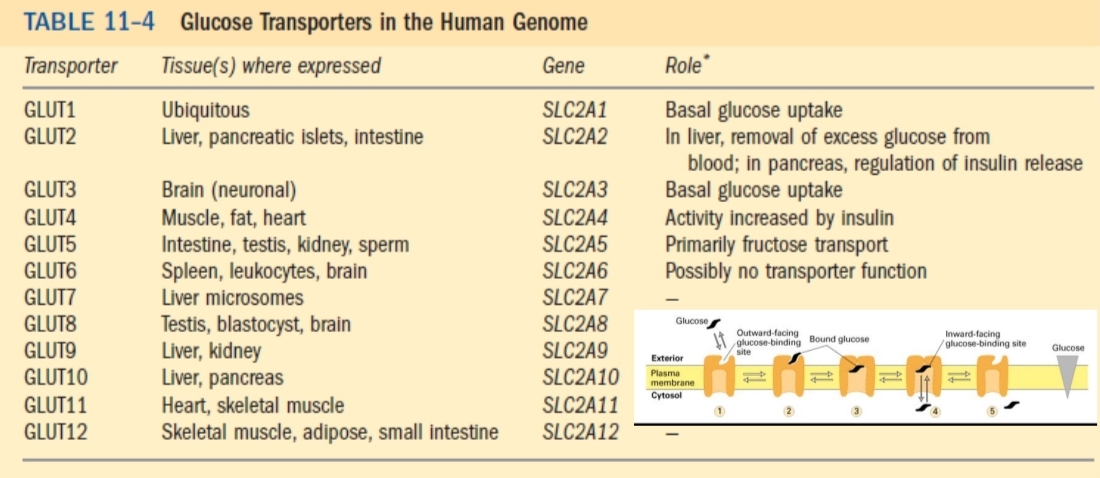 TABLE 11–4 Glucose Transporters in the Human Genome
Transporter Tissue(s) where expressed Gene Role*
GLUT1 Ubiquitous SLC2A1 Basal glucose uptake
GLUT2 Liver, pancreatic islets, intestine SLC2A2 In liver, removal of excess glucose from
blood; in pancreas, regulation of insulin release
GLUT3 Brain (neuronal) SLC2A3 Basal glucose uptake
GLUT4 Muscle, fat, heart SLC2A4 Activity increased by insulin
GLUT5 Intestine, testis, kidney, sperm SLC2A5 Primarily fructose transport
GLUT6 Spleen, leukocytes, brain SLC2A6 Possibly no transporter function
GLUT7 Liver microsomes SLC2A7 —
GLUT8 Testis, blastocyst, brain SLC2A8
GLUT9 Liver, kidney SLC2A9
GLUT10 Liver, pancreas SLC2A10
GLUT11 Heart, skeletal muscle SLC2A11
GLUT12 Skeletal muscle, adipose, small intestine SLC2A12 —
Glucose
Outward-facing
glucose-binding
site
Bound glucose
Inward-facing
glucose-binding site
Glucose
Exterior
Plasma
membrane
Cytosol
1 2 3 4 5